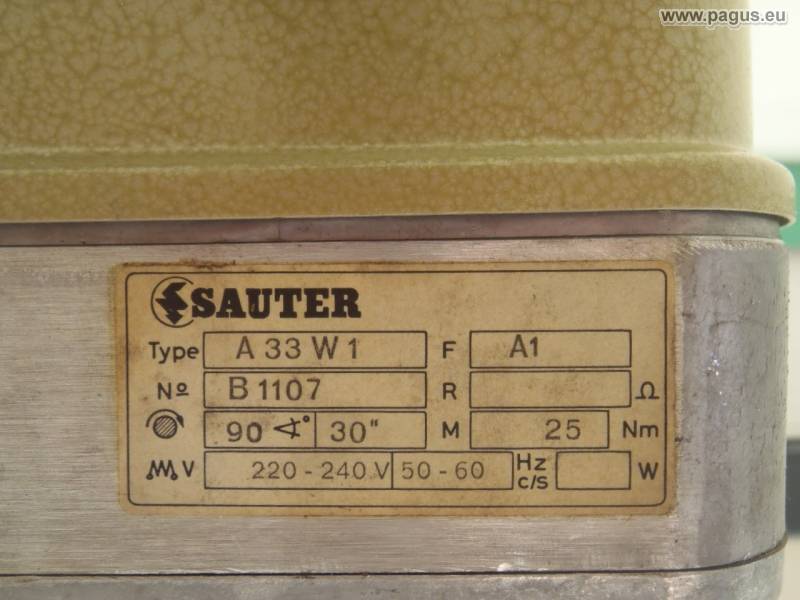 www.pagus.eu
SAUTER
Type A 33 W 1 F A1
Nº B 1107 R Ω
90 ∢° 30" M 25 Nm
V 220 - 240 V 50 - 60 Hz c/s W